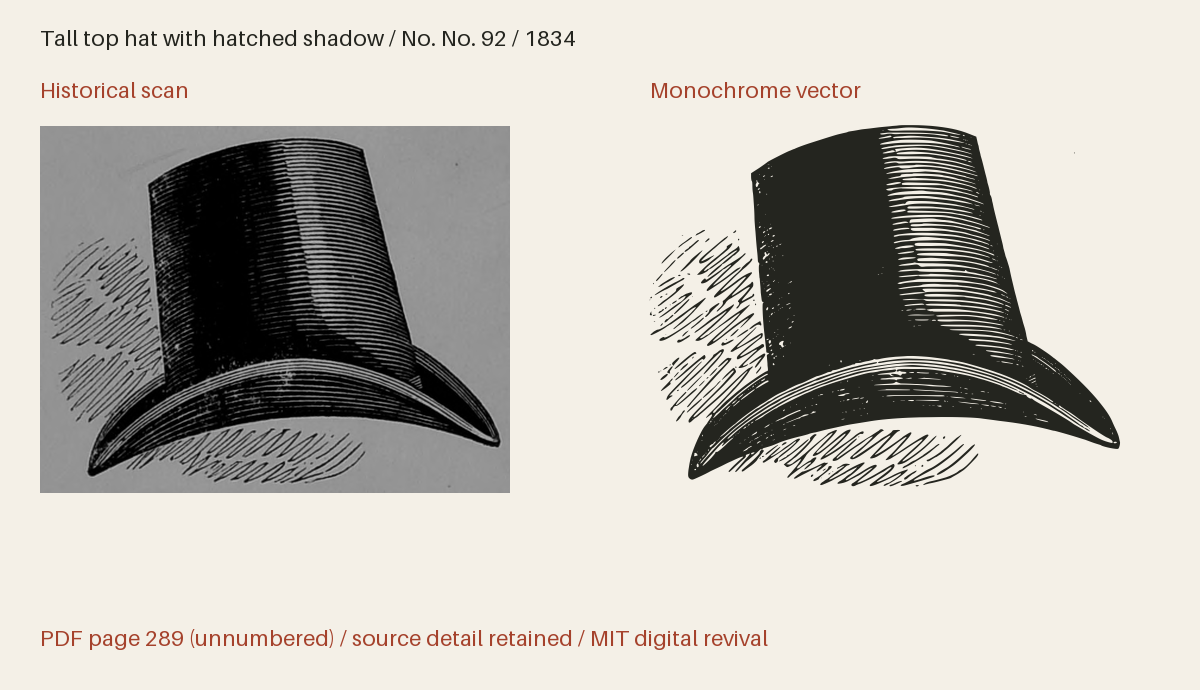 Tall top hat with hatched shadow / No. No. 92 / 1834
Historical scan
Monochrome vector
PDF page 289 (unnumbered) / source detail retained / MIT digital revival